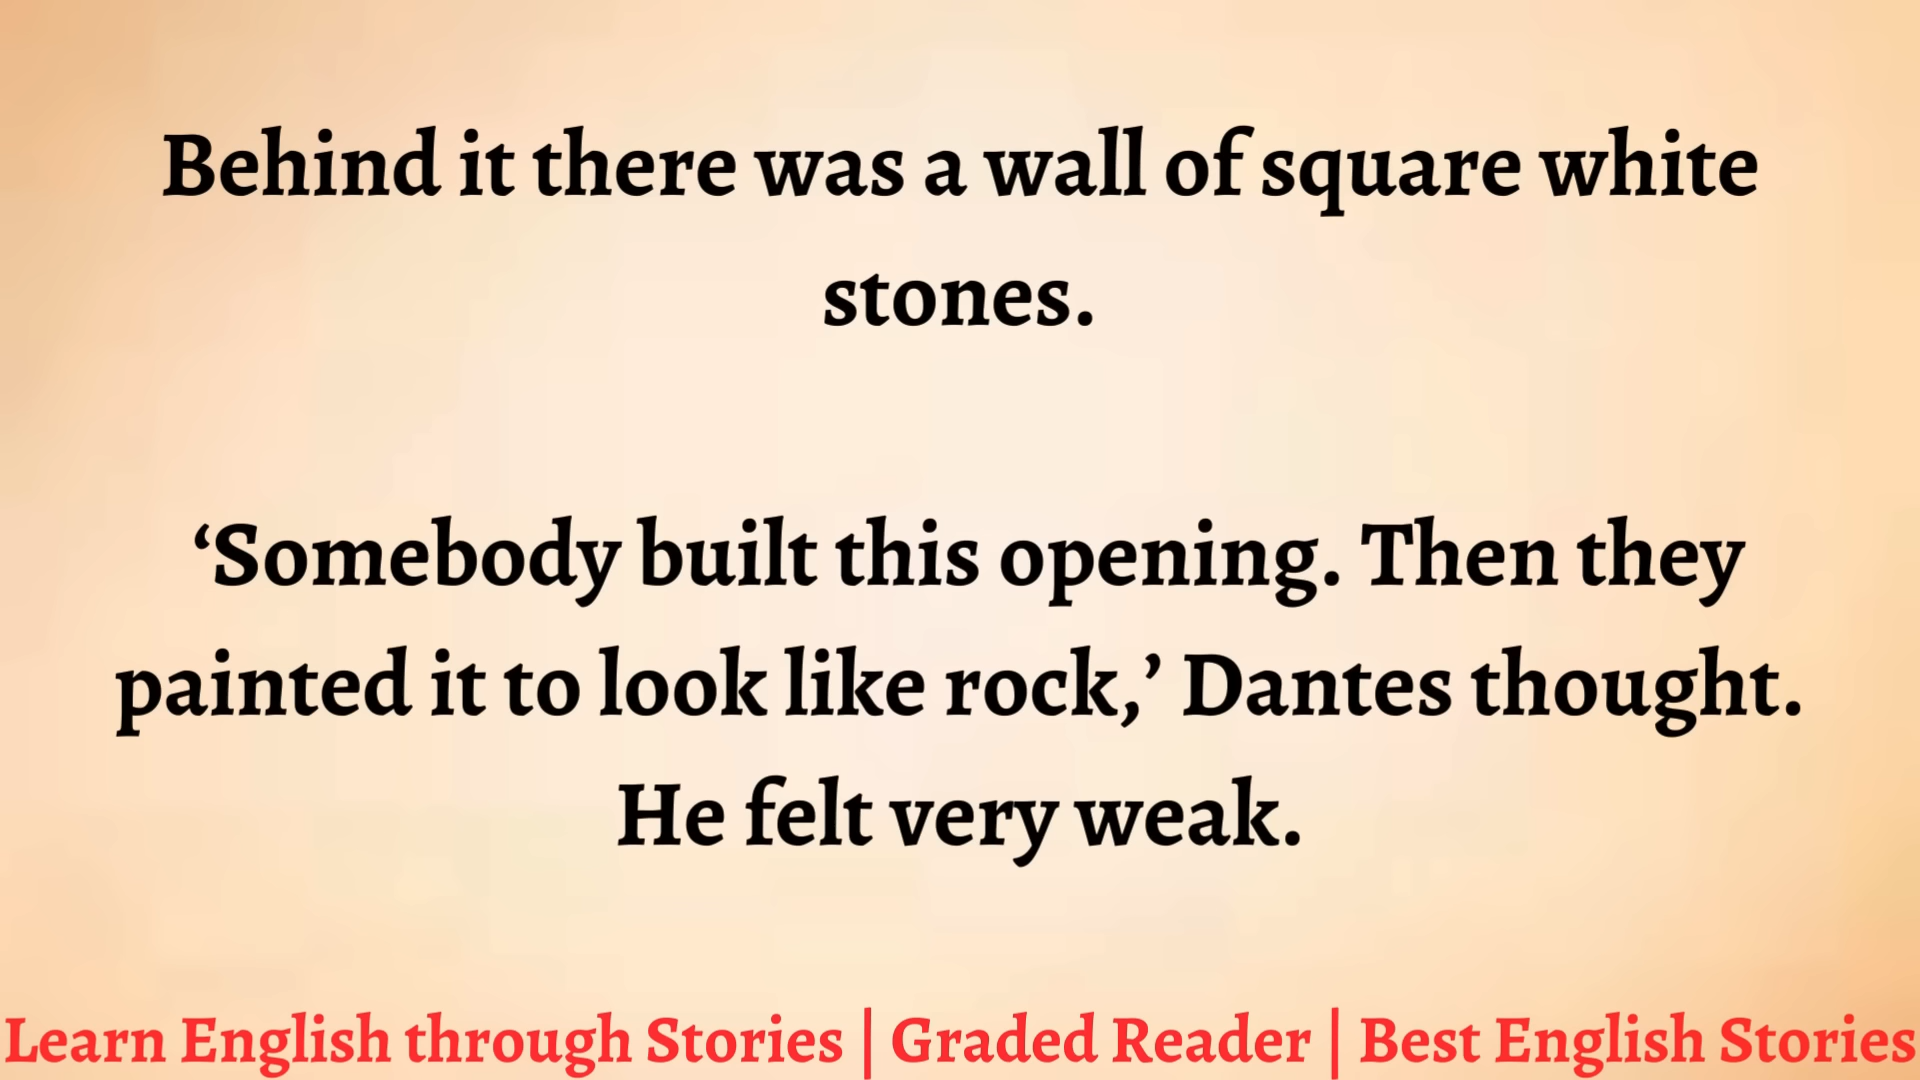 Behind it there was a wall of square white
stones.
‘Somebody built this opening. Then they
painted it to look like rock,’ Dantes thought.
He felt very weak.
Learn English through Stories | Graded Reader | Best English Stories